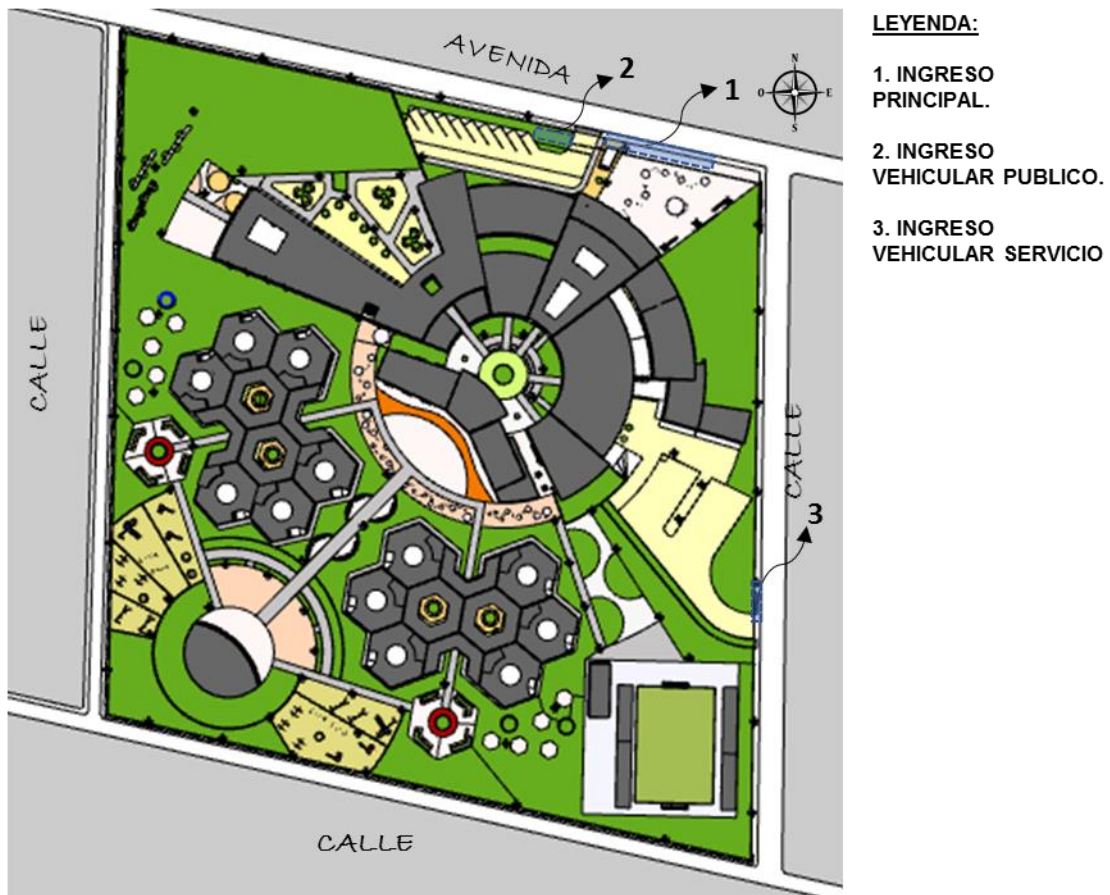 AVENIDA
2
1
N
O
E
S
CALLE
CALLE
3
CALLE
LEYENDA:
1. INGRESO
PRINCIPAL.
2. INGRESO
VEHICULAR PUBLICO.
3. INGRESO
VEHICULAR SERVICIO